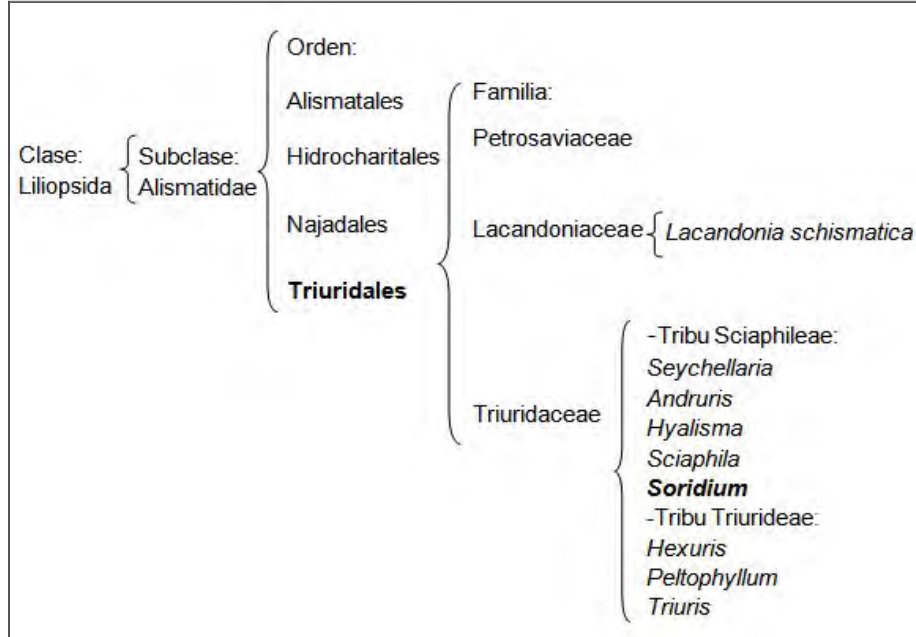 Clase:
Liliopsida
Subclase:
Alismatidae
Orden:
Alismatales
Hidrocharitales
Najadales
Triuridales
Familia:
Petrosaviaceae
Lacandoniaceae
Lacandonia schismatica
Triuridaceae
-Tribu Sciaphileae:
Seychellaria
Andruris
Hyalisma
Sciaphila
Soridium
-Tribu Triurideae:
Hexuris
Peltophyllum
Triuris